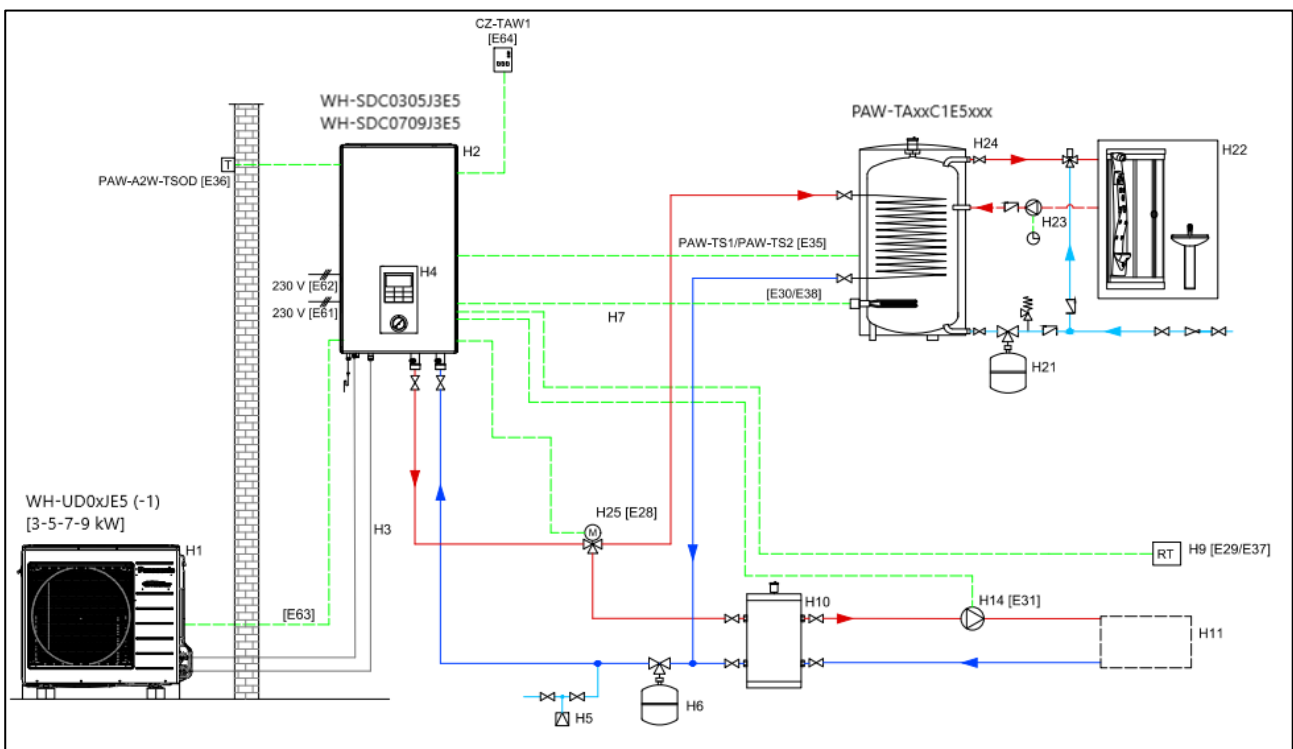 CZ-TAW1
[E64]
WH-SDC0305J3E5
WH-SDC0709J3E5
PAW-TAxxC1E5xxx
H2
H24
H22
T
PAW-A2W-TSOD [E36]
H23
PAW-TS1/PAW-TS2 [E35]
H4
230 V [E62]
[E30/E38]
230 V [E61]
H7
H21
WH-UD0xJE5 (-1)
[3-5-7-9 kW]
H3
H25 [E28]
M
H1
RT
H9 [E29/E37]
[E63]
H10
H14 [E31]
H11
H6
H5